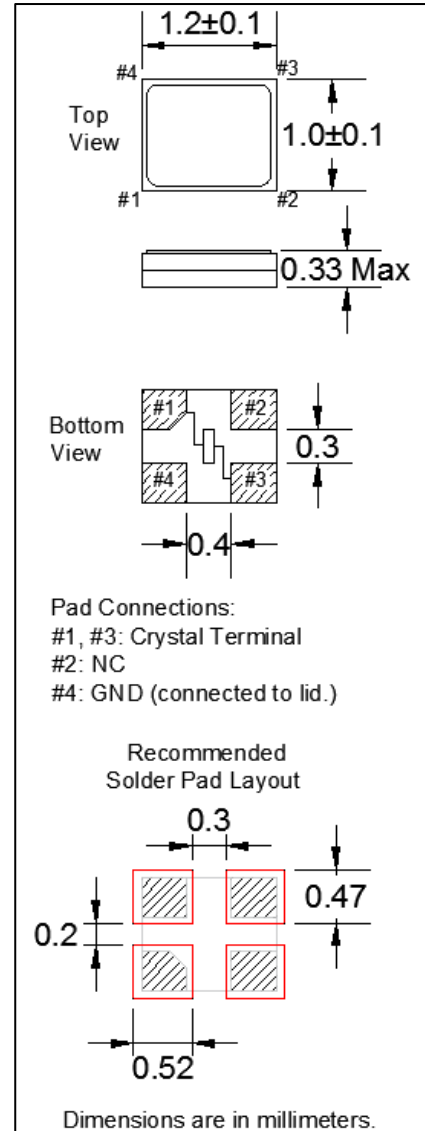 1.2±0.1
#4
#3
Top
View
1.0±0.1
#1
#2
0.33 Max
Bottom
View
#1
#2
0.3
#4
#3
0.4
Pad Connections:
#1, #3: Crystal Terminal
#2: NC
#4: GND (connected to lid.)
Recommended
Solder Pad Layout
0.3
0.47
0.2
0.52
Dimensions are in millimeters.